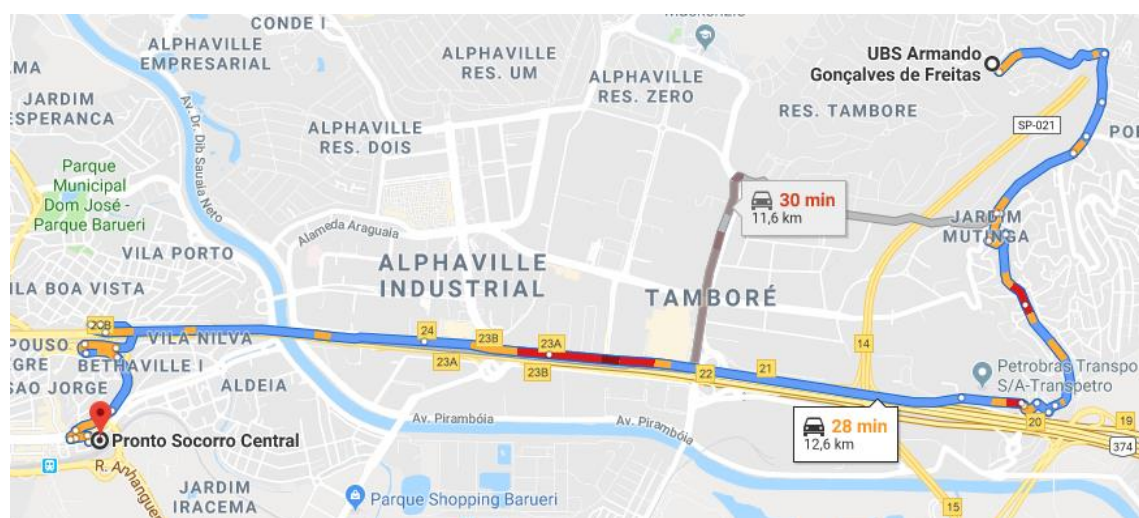 CONDE I
ALPHAVILLE
EMPRESARIAL
ALPHAVILLE
RES. UM
ALPHAVILLE
RES. ZERO
UBS Armando
Gonçalves de Freitas
JARDIM
ESPERANCA
Av. Dr. Dib Sauaia Neto
ALPHAVILLE
RES. DOIS
RES. TAMBORE
SP-021
Parque
Municipal
Dom José -
Parque Barueri
30 min
11,6 km
JARDIM
MUTINGA
VILA PORTO
Alameda Araguaia
ALPHAVILLE
INDUSTRIAL
TAMBORÉ
ILA BOA VISTA
VILA NILVA
24
23B
23A
14
POUSO
GRE
BETHAVILLE I
23A
23B
22
21
Petrobras Transpo
S/A-Transpetro
SAO JORGE
ALDEIA
Av. Pirambóia
Av. Pirambóia
28 min
12,6 km
20
19
374
Pronto Socorro Central
R. Anhangue
JARDIM
IRACEMA
Parque Shopping Barueri
15